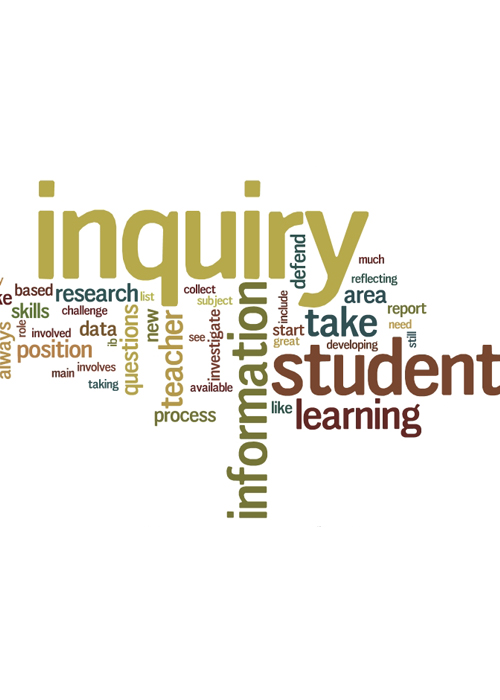 inquiry
defend
much
reflecting
based
research
list
collect
subject
include
area
skills
challenge
new
information
report
role
involved
data
ib
questions
teacher
see
investigate
start
take
need
still
always
position
great
developing
main
involves
taking
available
student
process
like
learning